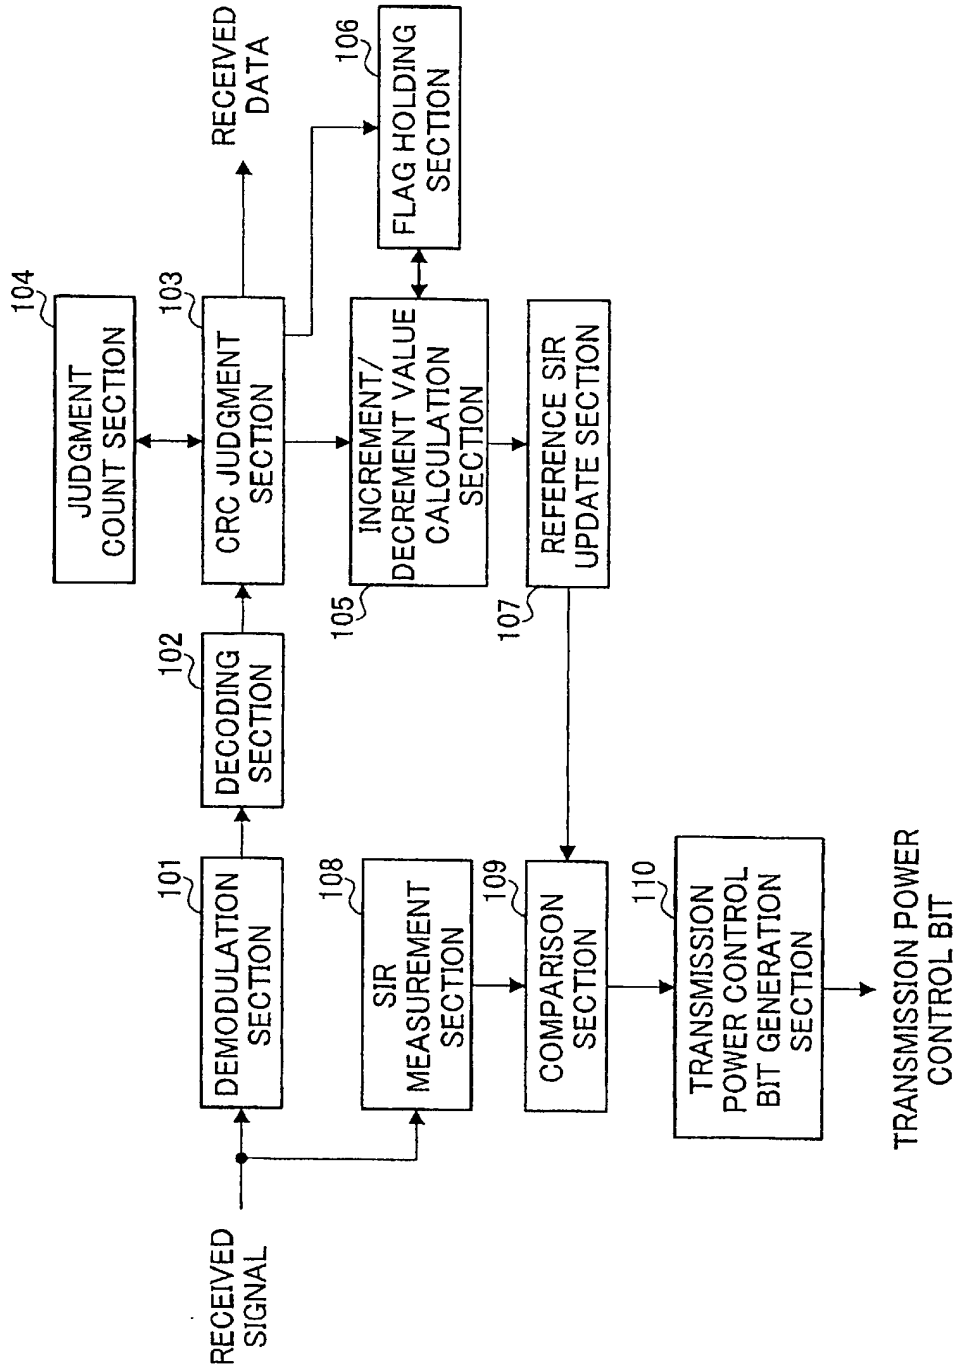 104
JUDGMENT
COUNT SECTION
RECEIVED
SIGNAL
101
DEMODULATION
SECTION
102
DECODING
SECTION
103
CRC JUDGMENT
SECTION
RECEIVED
DATA
105
INCREMENT/
DECREMENT VALUE
CALCULATION
SECTION
106
FLAG HOLDING
SECTION
107
REFERENCE SIR
UPDATE SECTION
108
SIR
MEASUREMENT
SECTION
109
COMPARISON
SECTION
110
TRANSMISSION
POWER CONTROL
BIT GENERATION
SECTION
TRANSMISSION POWER
CONTROL BIT